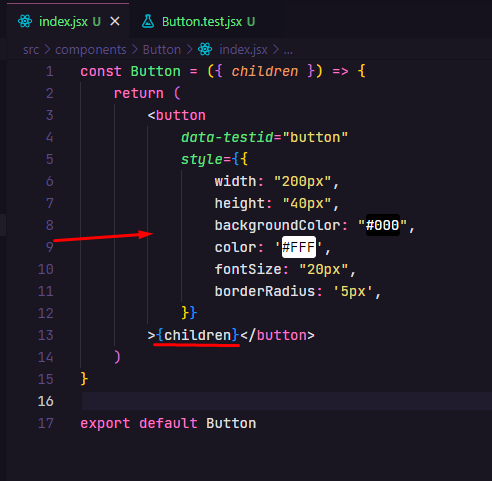 index.jsx U × Button.test.jsx U
src > components > Button > index.jsx > ...
1 const Button = ({ children }) => {
2 return (
3 <button
4 data-testid="button"
5 style={{
6 width: "200px",
7 height: "40px",
8 backgroundColor: "#000",
9 color: '#FFF',
10 fontSize: "20px",
11 borderRadius: '5px',
12 }}
13 >{children}</button>
14 )
15 }
16
17 export default Button